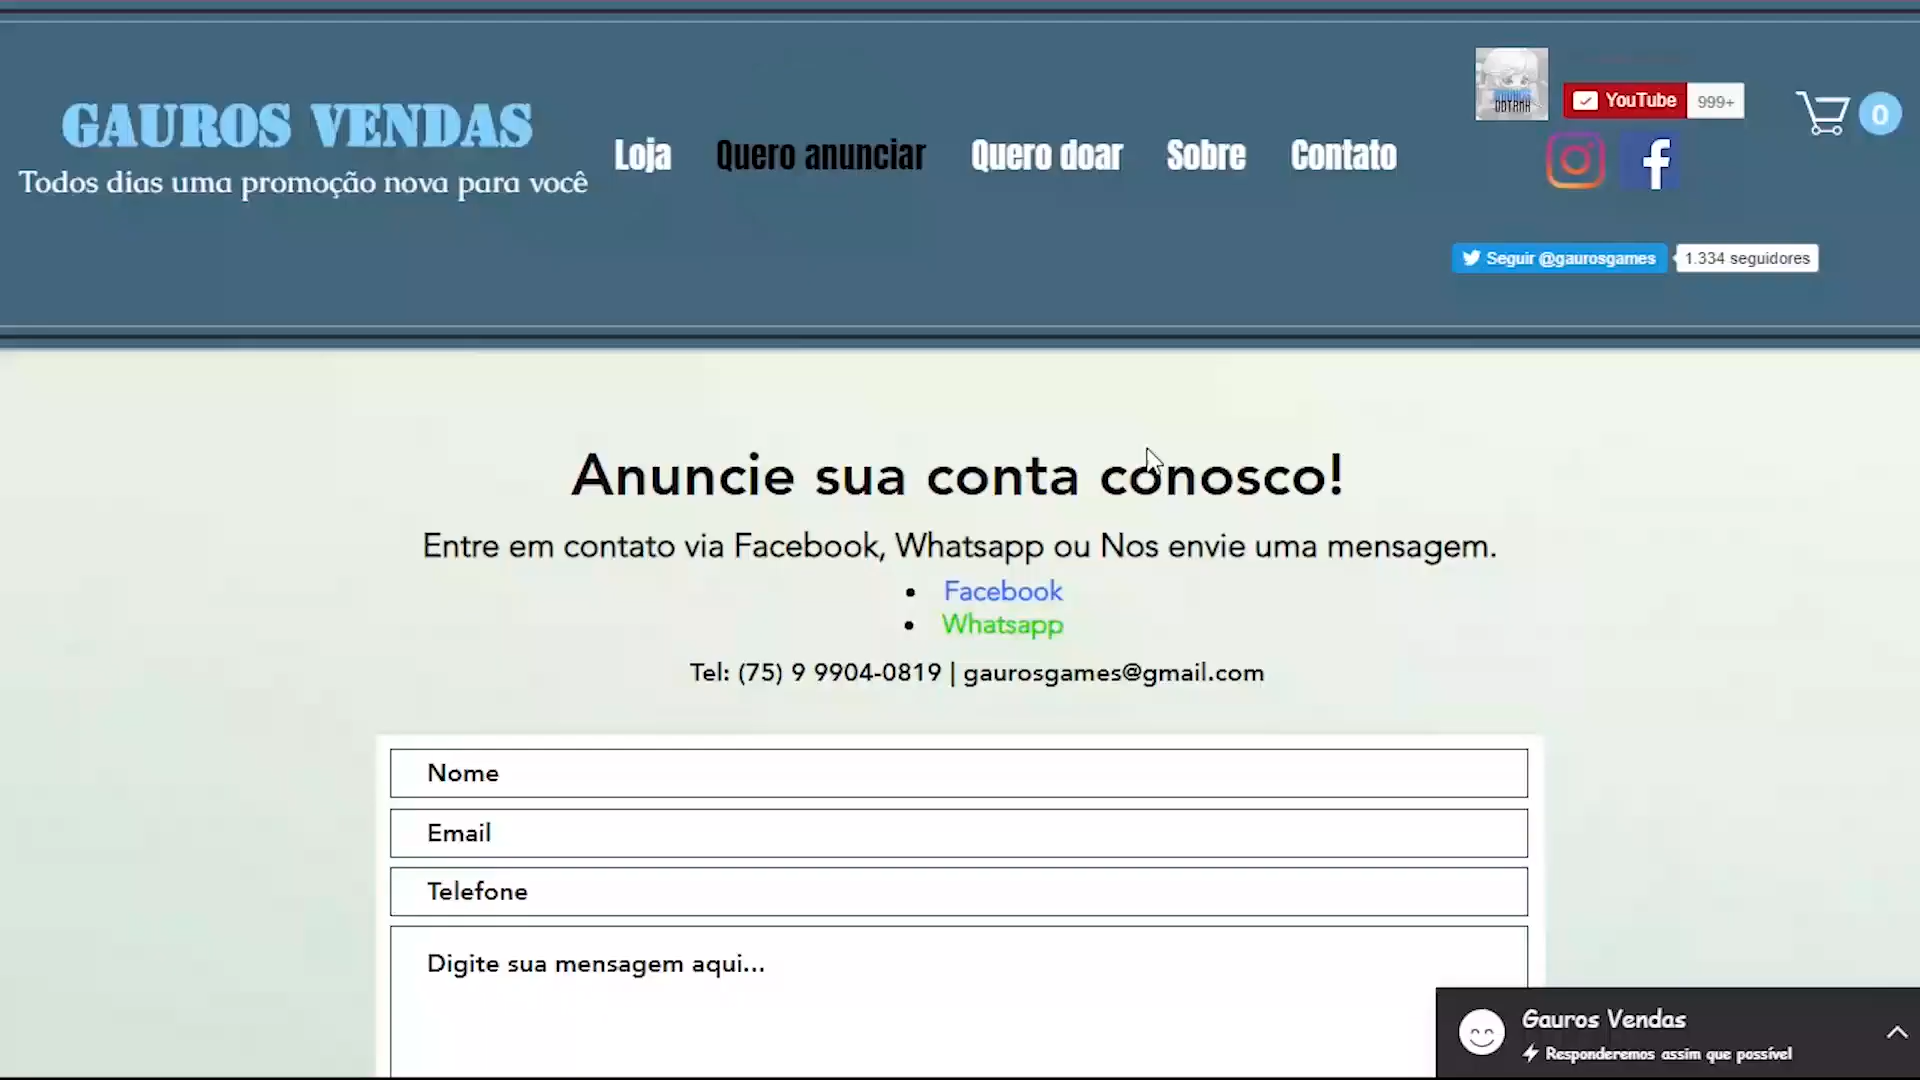 GAUROS VENDAS
Todos dias uma promoção nova para você
Loja
Quero anunciar
Quero doar
Sobre
Contato
YouTube
999+
0
Seguir @gaurosgames
1.334 seguidores
Anuncie sua conta conosco!
Entre em contato via Facebook, Whatsapp ou Nos envie uma mensagem.
• Facebook
• Whatsapp
Tel: (75) 9 9904-0819 | gaurosgames@gmail.com
Nome
Email
Telefone
Digite sua mensagem aqui...
Gauros Vendas
Responderemos assim que possível